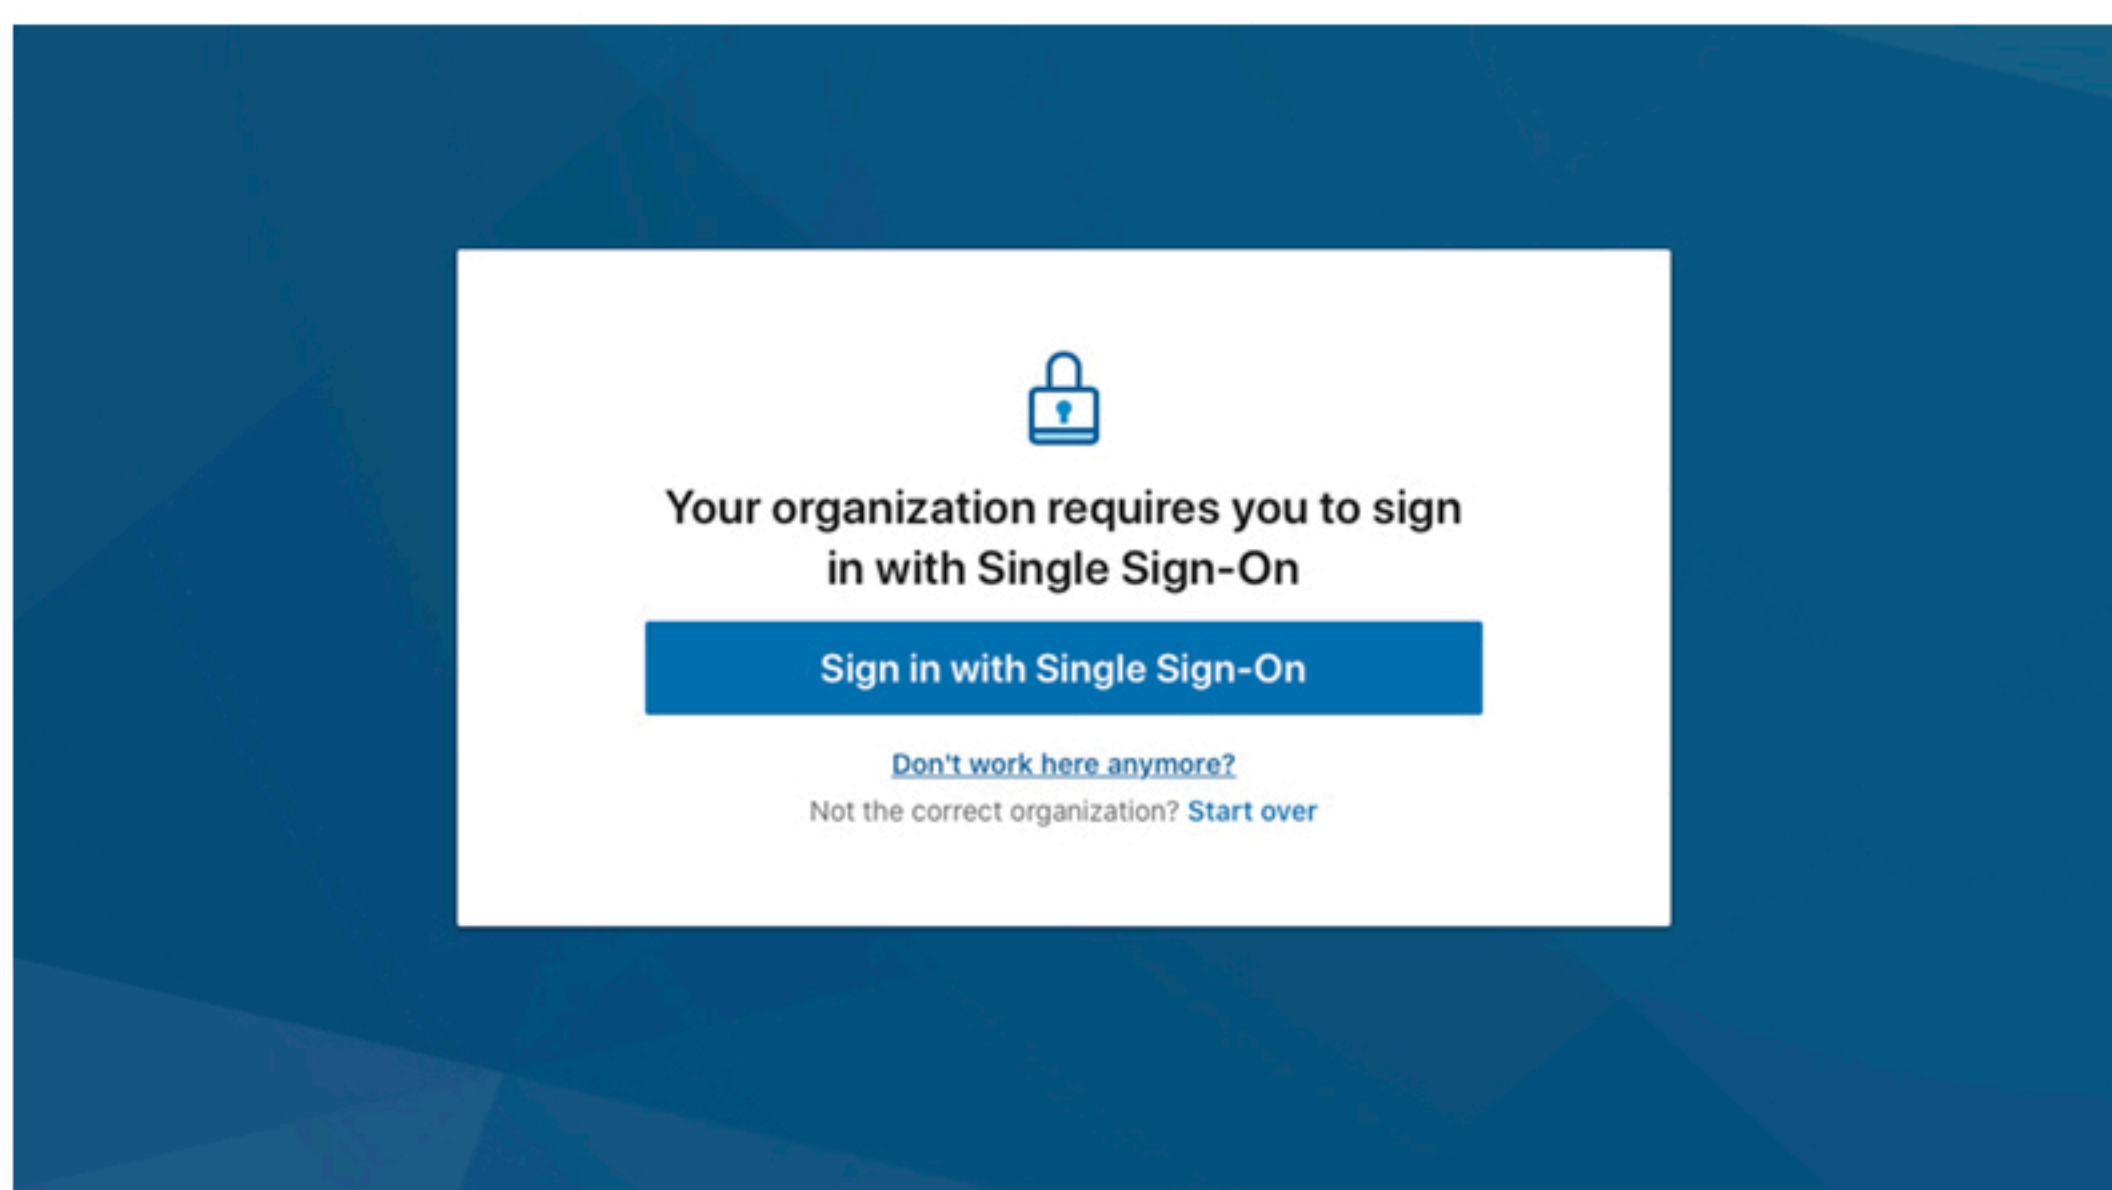 Your organization requires you to sign
in with Single Sign-On
Sign in with Single Sign-On
Don't work here anymore?
Not the correct organization? Start over